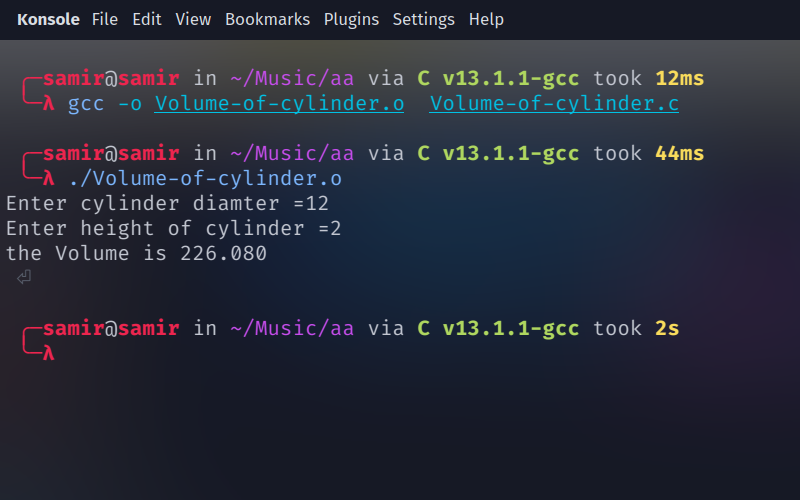 Konsole File Edit View Bookmarks Plugins Settings Help
╭─samir@samir in ~/Music/aa via C v13.1.1-gcc took 12ms
╰─λ gcc -o Volume-of-cylinder.o  Volume-of-cylinder.c
╭─samir@samir in ~/Music/aa via C v13.1.1-gcc took 44ms
╰─λ ./Volume-of-cylinder.o
Enter cylinder diamter =12
Enter height of cylinder =2
the Volume is 226.080
⏎
╭─samir@samir in ~/Music/aa via C v13.1.1-gcc took 2s
╰─λ